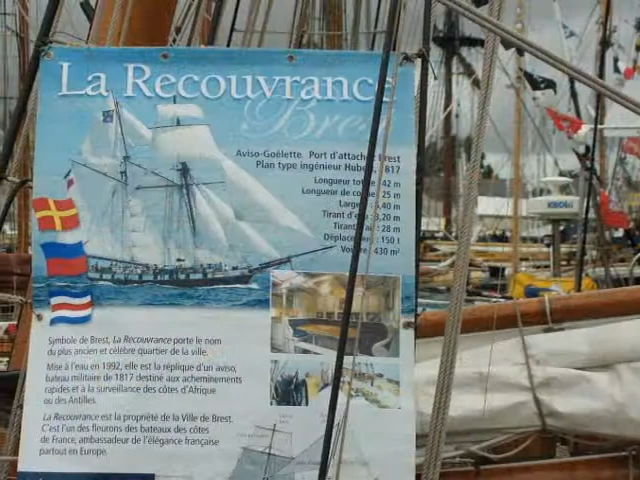 La Recouvrance
Bres
Aviso-Goëlette Port d'attache Brest
Plan type ingénieur Hubert, 1817
Longueur totale 42 m
Longueur de coque 25 m
Large 6,40 m
Tirant d'eau 3,20 m
Tirant 28 m
Déplacement 150 t
430 m²
Symbole de Brest, La Recouvrance porte le nom
du plus ancien et célèbre quartier de la ville.
Mise à l'eau en 1992, elle est la réplique d'un aviso,
bateau militaire de 1817 destiné aux acheminements
rapides et à la surveillance des côtes d'Afrique
ou des Antilles.
La Recouvrance est la propriété de la Ville de Brest.
C'est l'un des fleurons des bateaux des côtes
de France, ambassadeur de l'élégance française
partout en Europe.